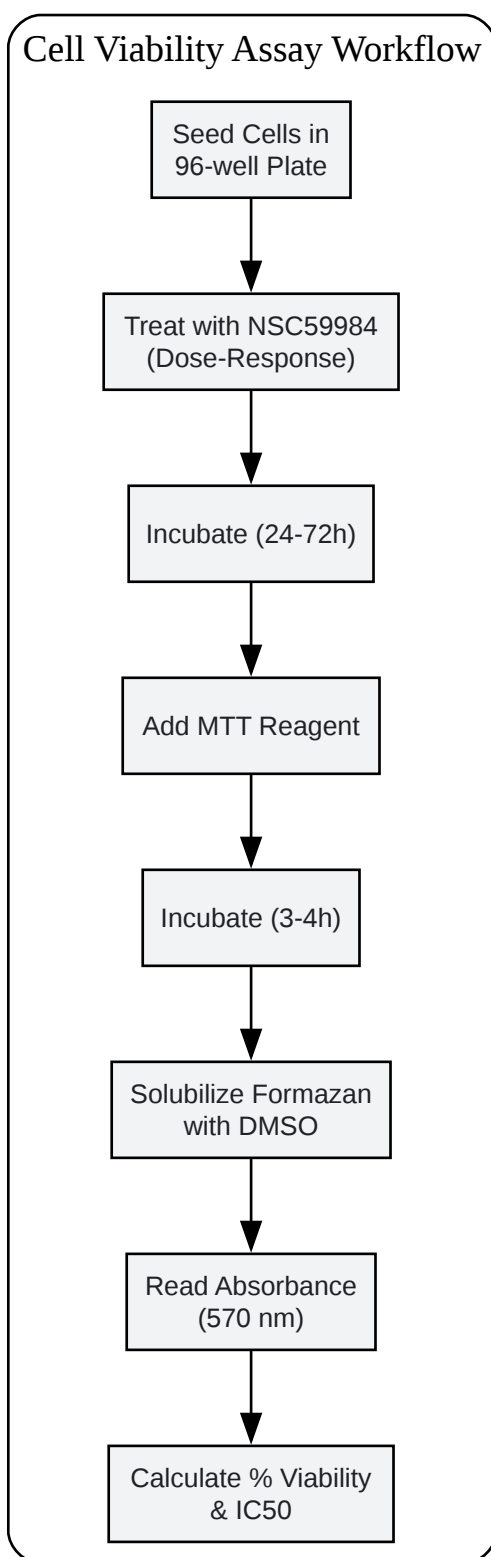 Cell Viability Assay Workflow
Seed Cells in
96-well Plate
Treat with NSC59984
(Dose-Response)
Incubate (24-72h)
Add MTT Reagent
Incubate (3-4h)
Solubilize Formazan
with DMSO
Read Absorbance
(570 nm)
Calculate % Viability
& IC50